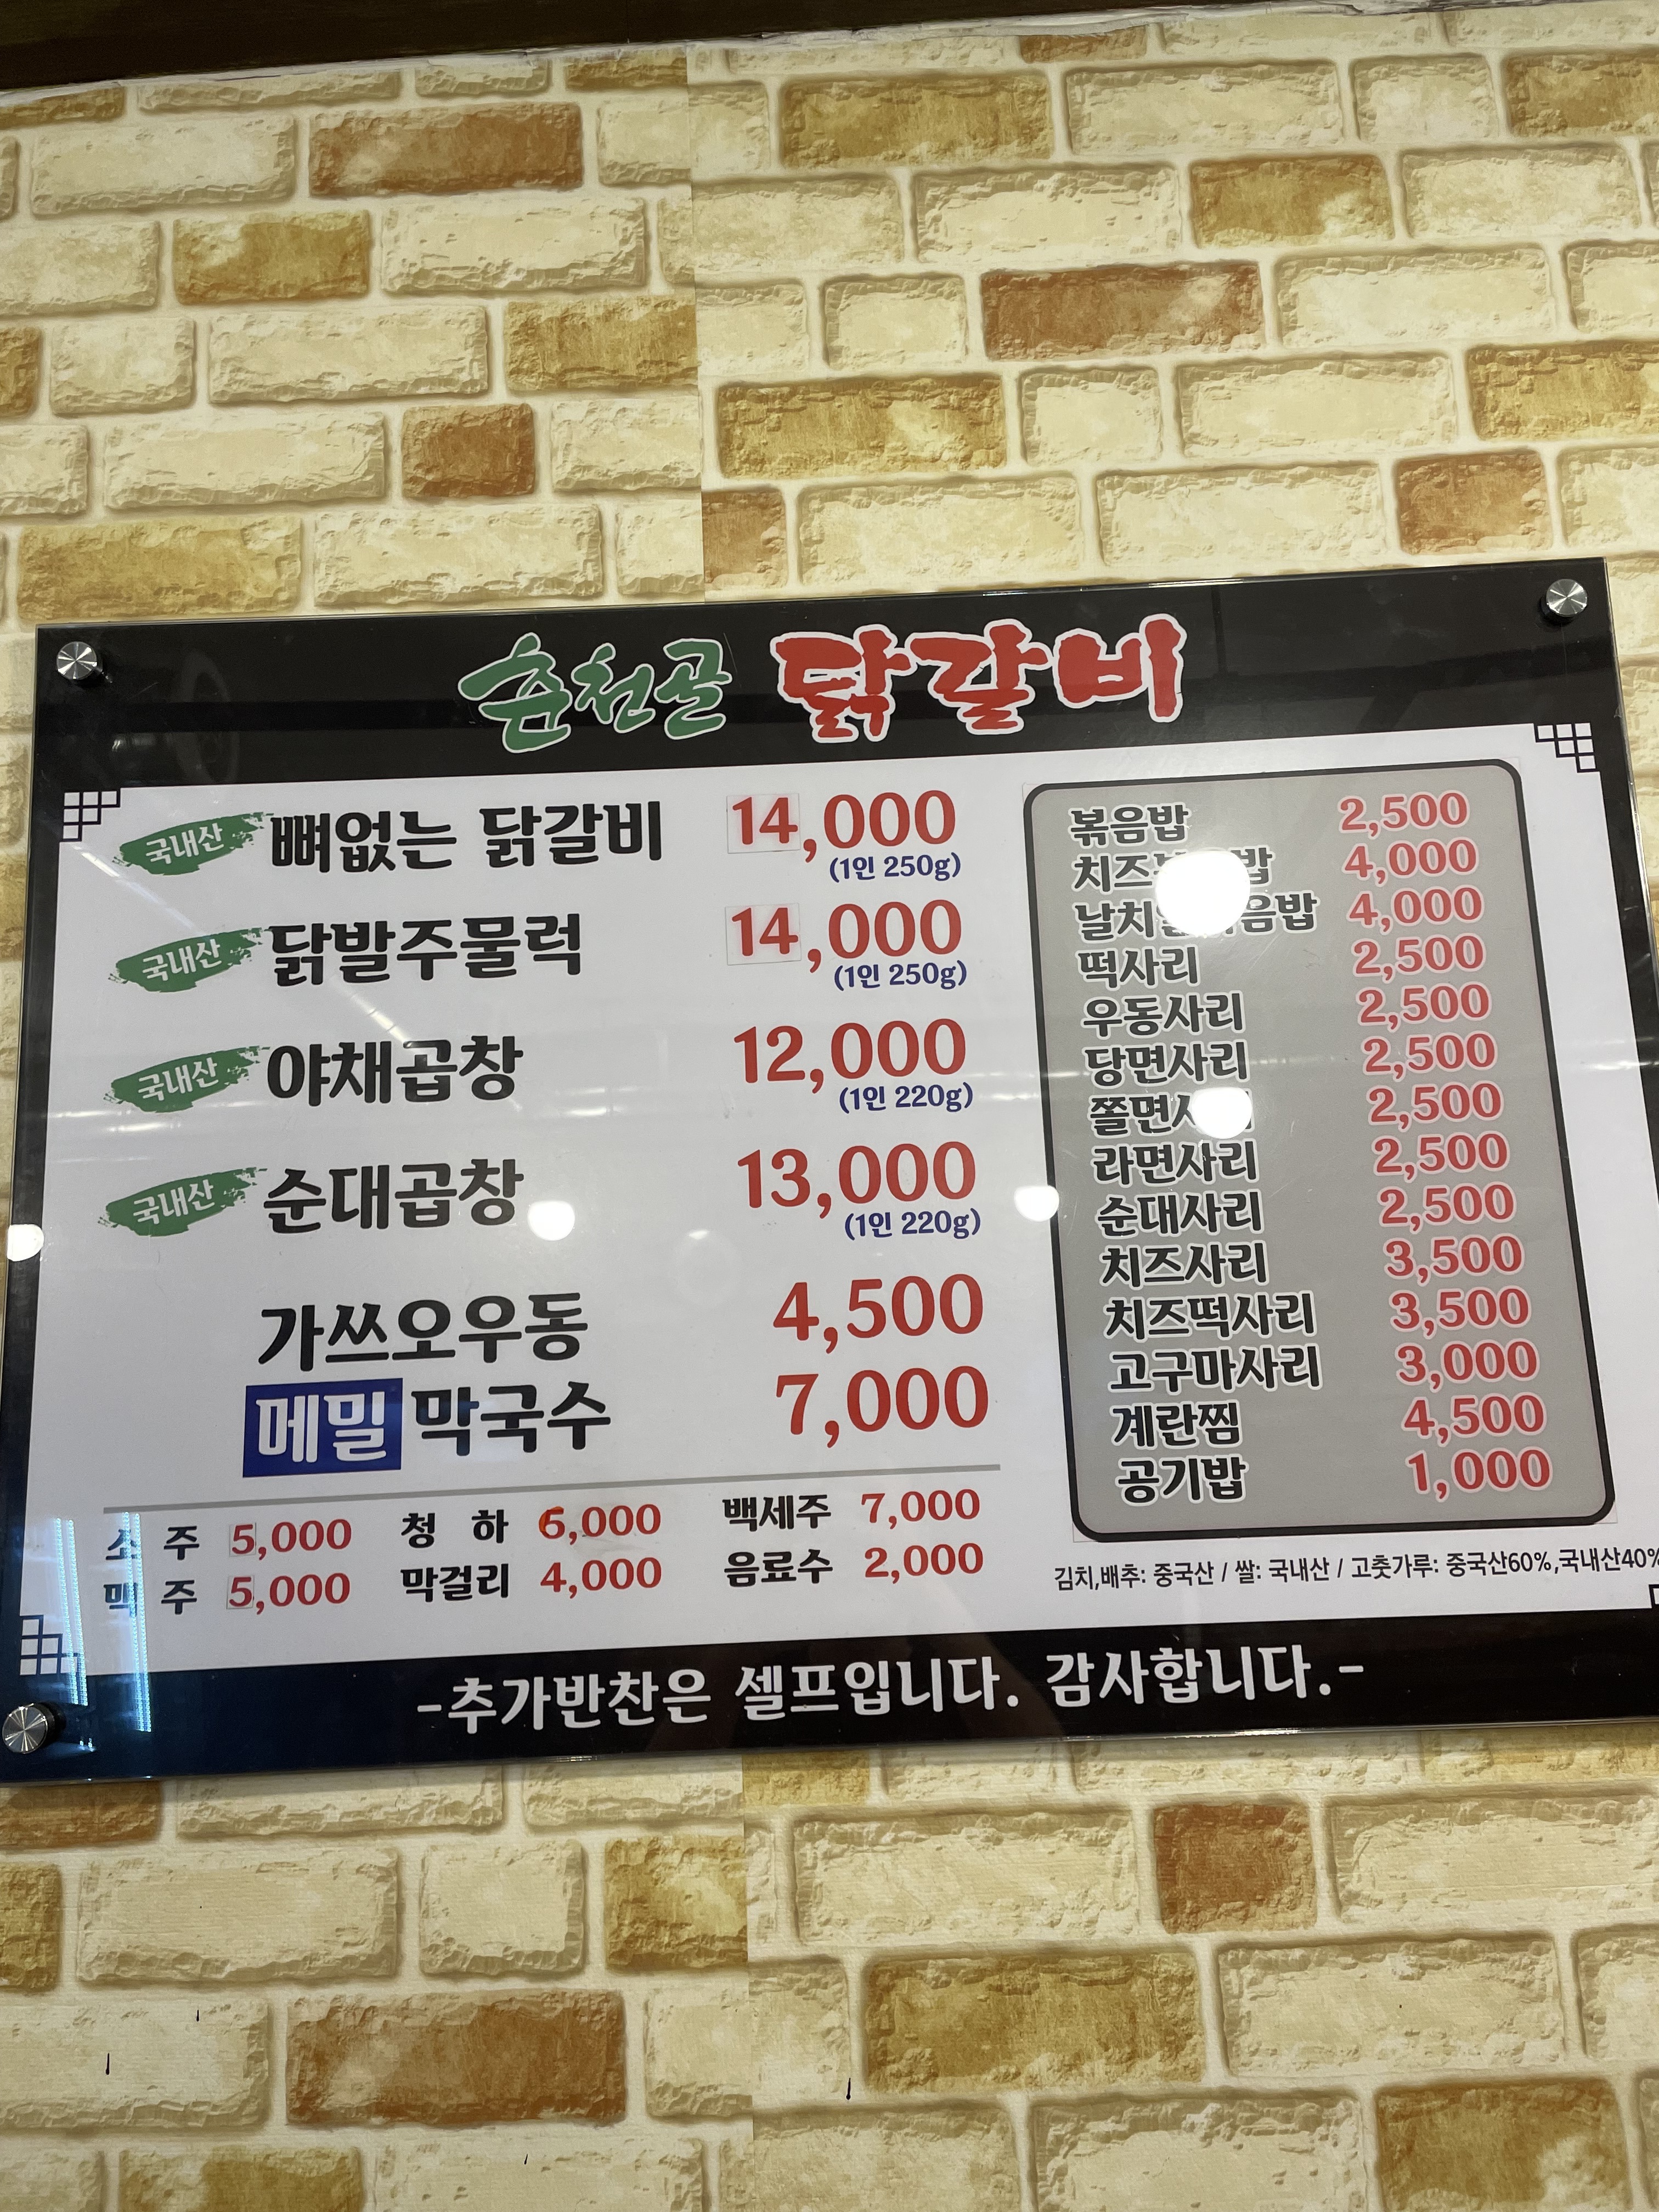 춘천골 닭갈비
국내산 뼈없는 닭갈비 14,000
(1인 250g)
국내산 닭발주물럭 14,000
(1인 250g)
국내산 야채곱창 12,000
(1인 220g)
국내산 순대곱창 13,000
(1인 220g)
가쓰오우동 4,500
메밀 막국수 7,000
소 주 5,000 청 하 6,000 백세주 7,000
맥 주 5,000 막걸리 4,000 음료수 2,000
볶음밥 2,500
4,000
4,000
떡사리 2,500
우동사리 2,500
당면사리 2,500
쫄면사리 2,500
라면사리 2,500
순대사리 2,500
치즈사리 3,500
치즈떡사리 3,500
고구마사리 3,000
계란찜 4,500
공기밥 1,000
김치,배추: 중국산 / 쌀: 국내산 / 고춧가루: 중국산60%,국내산40%
-추가반찬은 셀프입니다. 감사합니다.-